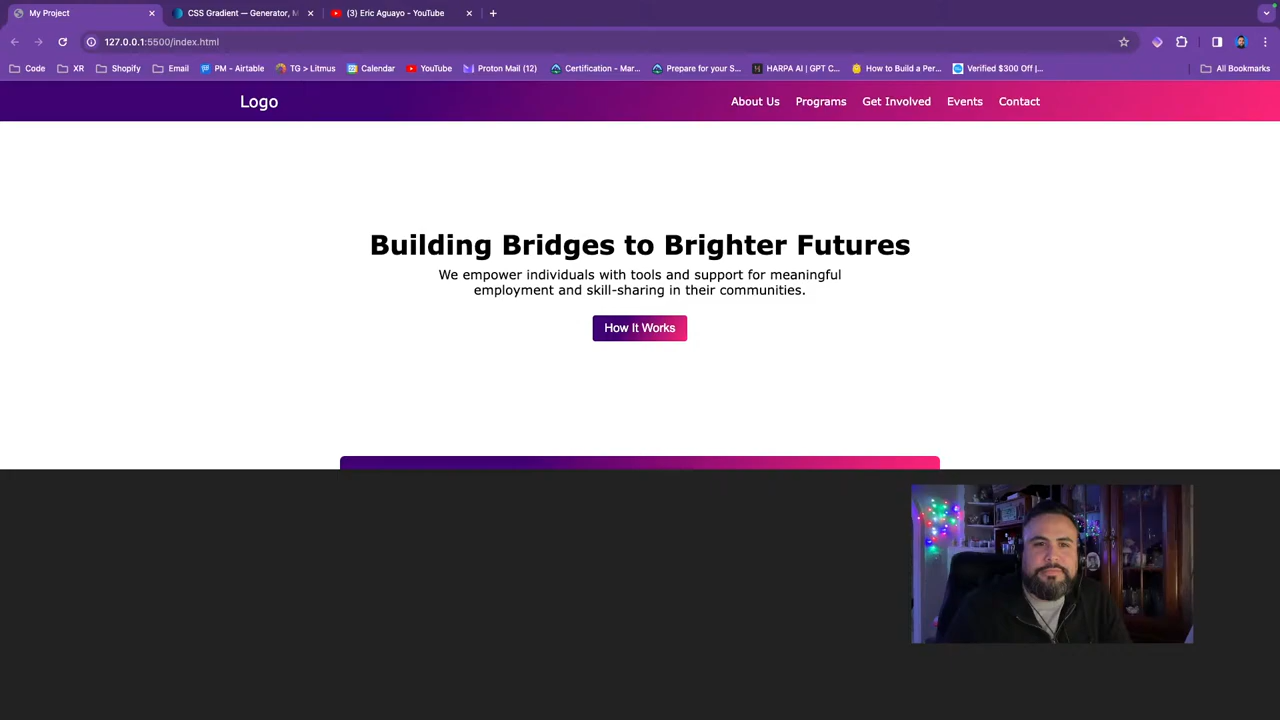 My Project
CSS Gradient — Generator, M
(3) Eric Aguayo - YouTube
127.0.0.1:5500/index.html
Code
XR
Shopify
Email
PM - Airtable
TG > Litmus
Calendar
YouTube
Proton Mail (12)
Certification - Mar...
Prepare for your S...
HARPA AI | GPT C...
How to Build a Per...
Verified $300 Off |...
All Bookmarks
Logo
About Us
Programs
Get Involved
Events
Contact
Building Bridges to Brighter Futures
We empower individuals with tools and support for meaningful
employment and skill-sharing in their communities.
How It Works